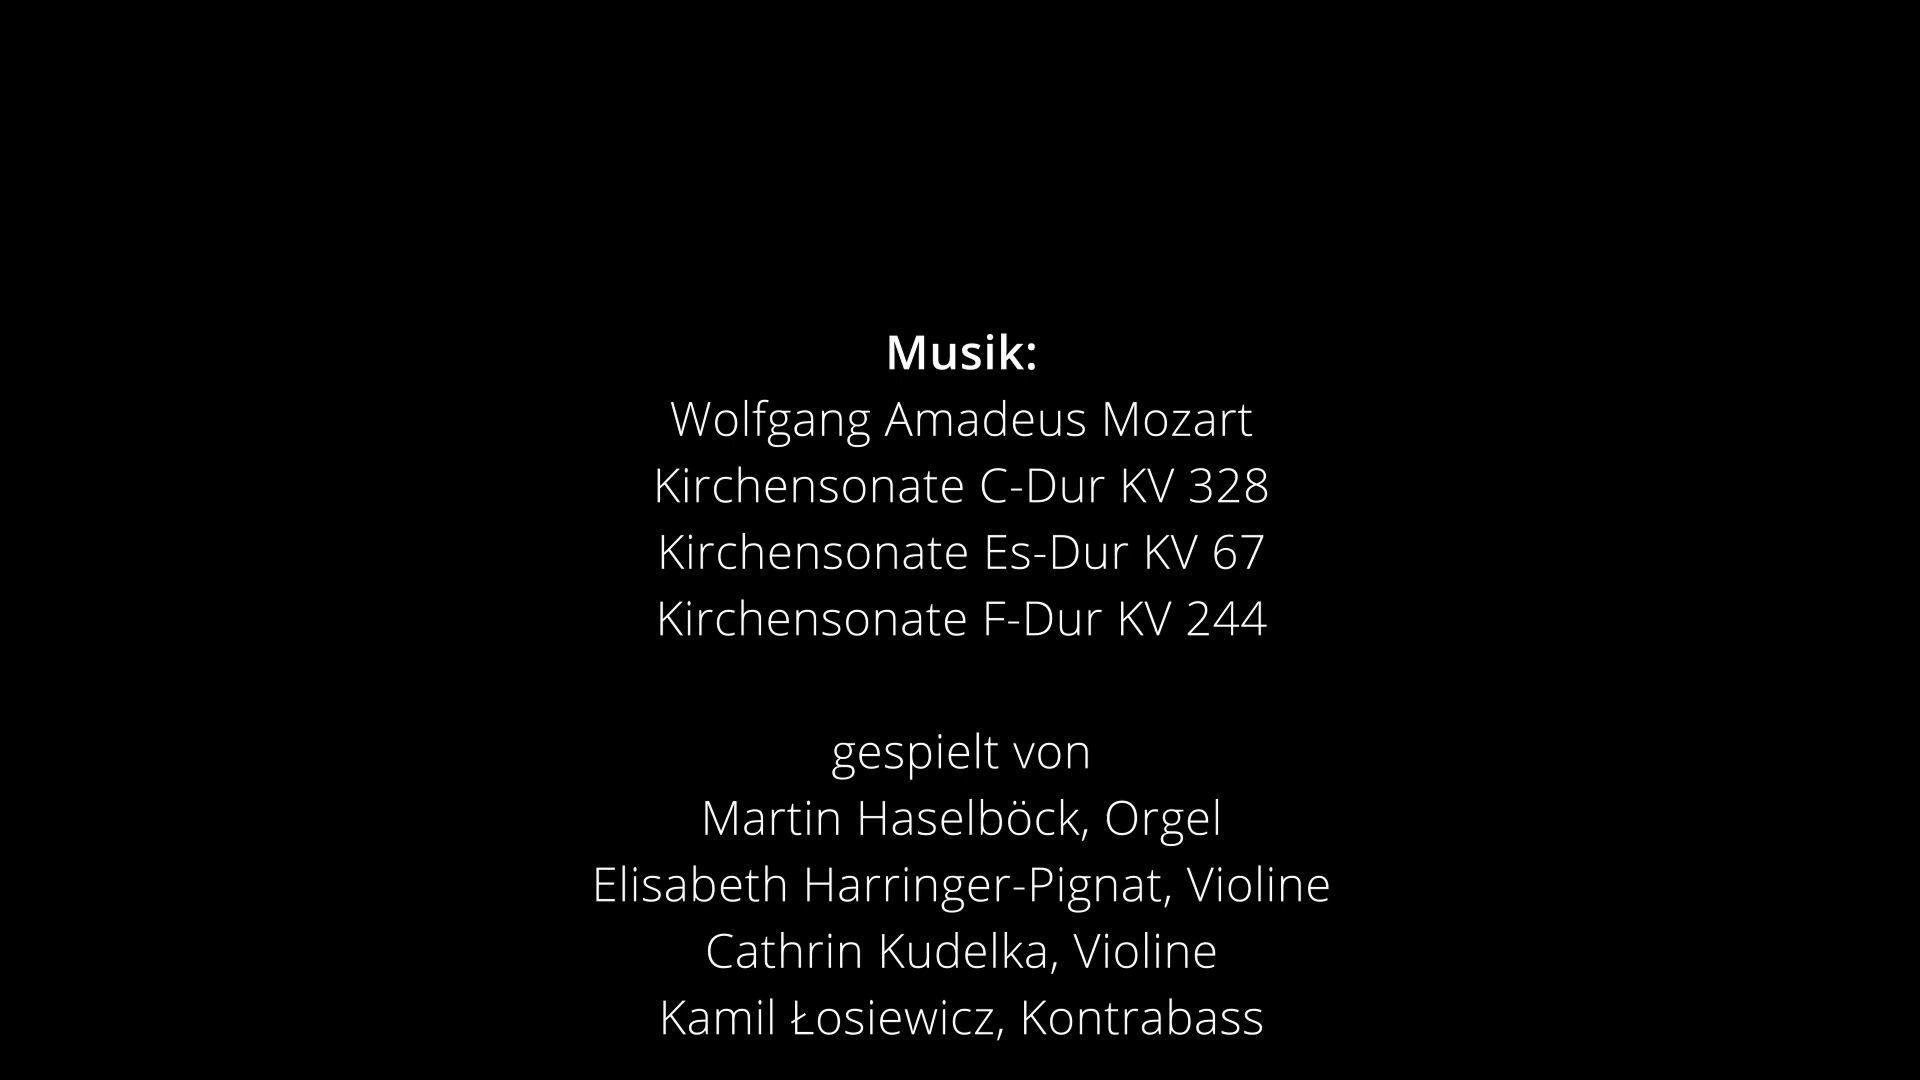 Musik:
Wolfgang Amadeus Mozart
Kirchensonate C-Dur KV 328
Kirchensonate Es-Dur KV 67
Kirchensonate F-Dur KV 244
gespielt von
Martin Haselböck, Orgel
Elisabeth Harringer-Pignat, Violine
Cathrin Kudelka, Violine
Kamil Łosiewicz, Kontrabass